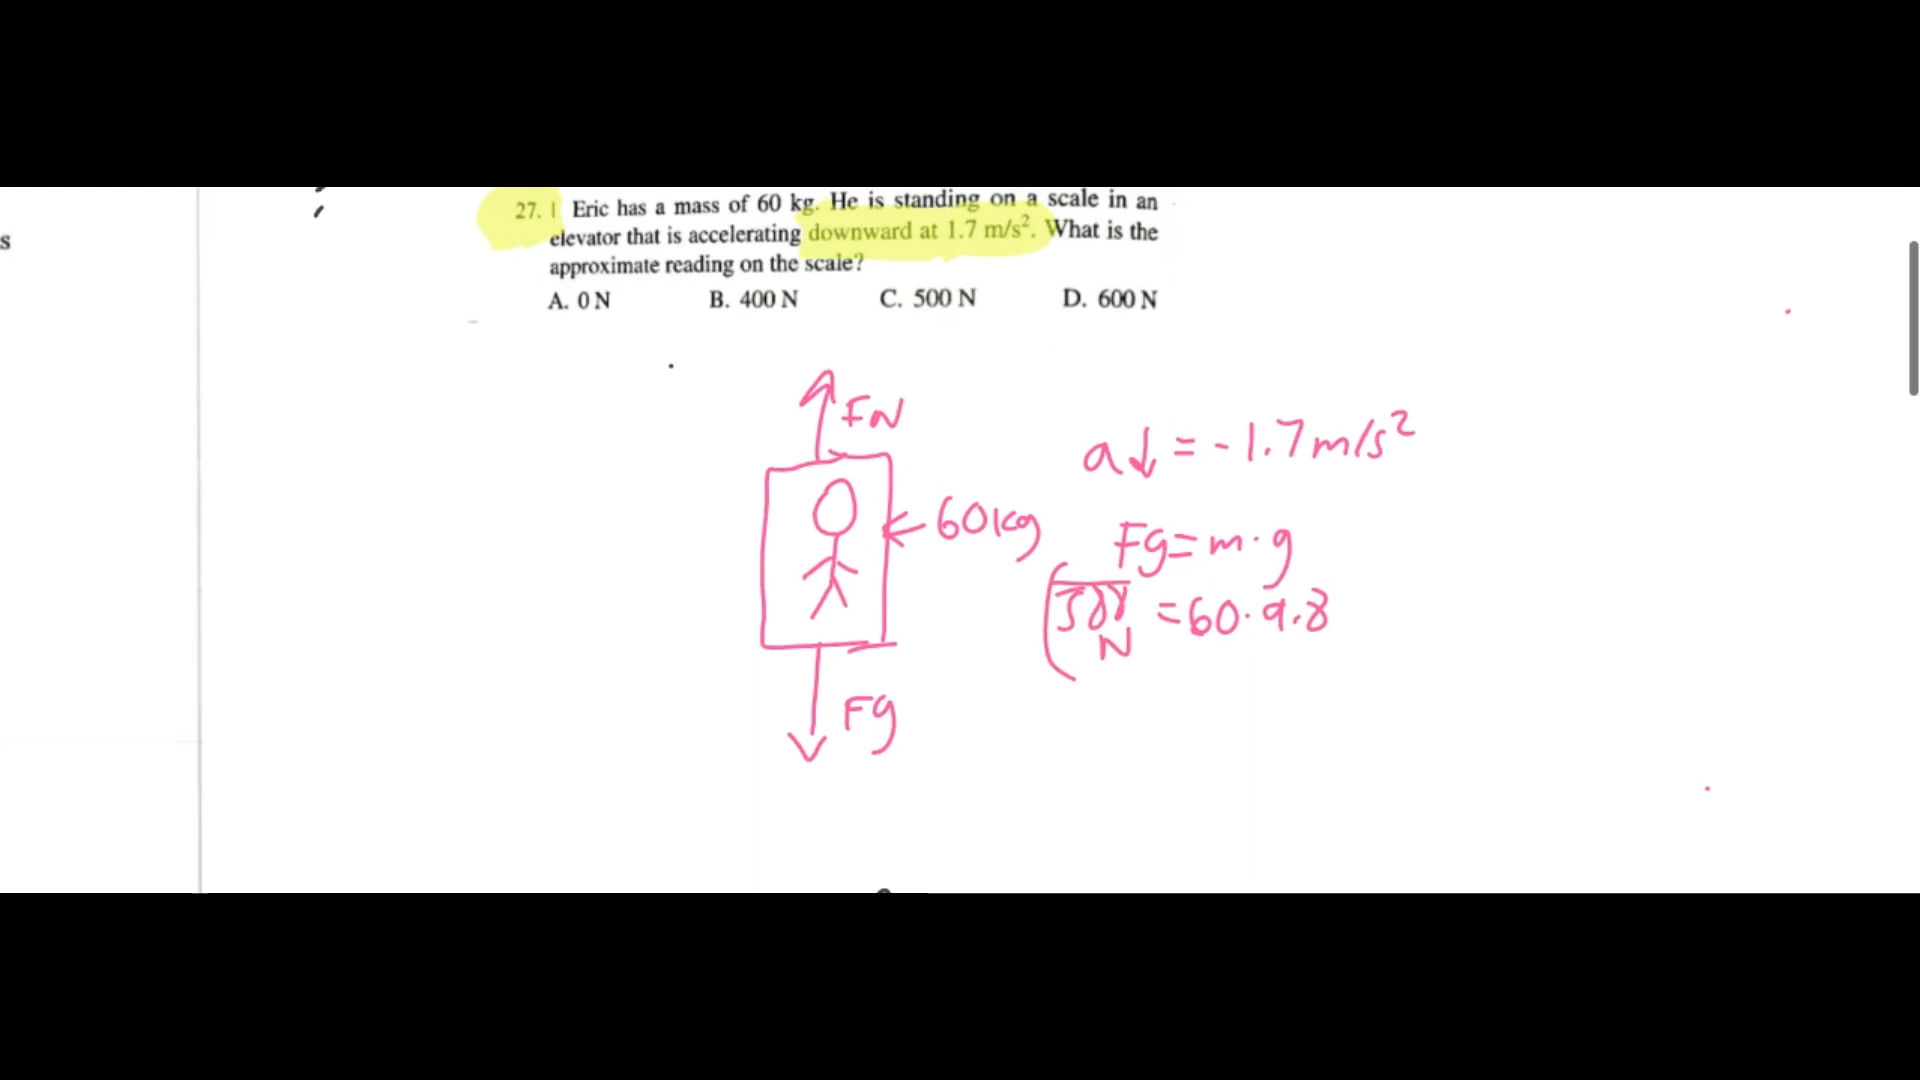 s
27. I Eric has a mass of 60 kg. He is standing on a scale in an
elevator that is accelerating downward at 1.7 m/s². What is the
approximate reading on the scale?
A. 0 N B. 400 N C. 500 N D. 600 N
FN
a↓ = -1.7 m/s²
←60kg
Fg=m·g
588 N = 60·9.8
Fg